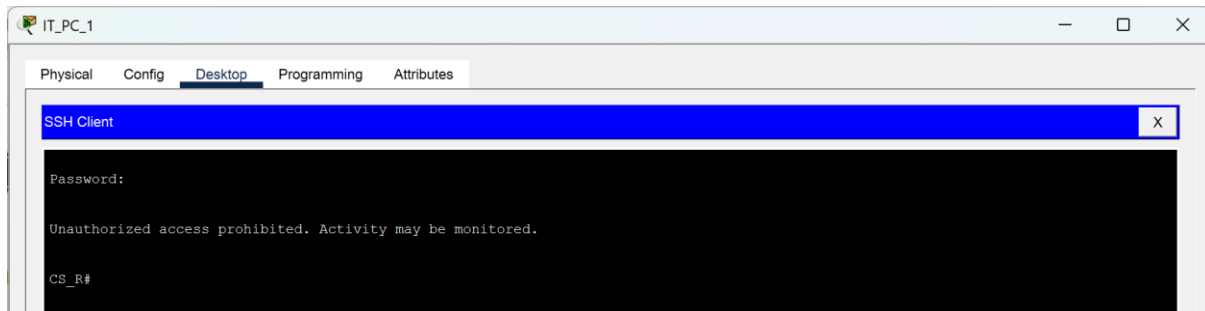 IT_PC_1
Physical Config Desktop Programming Attributes
SSH Client X
Password:
Unauthorized access prohibited. Activity may be monitored.
CS_R#